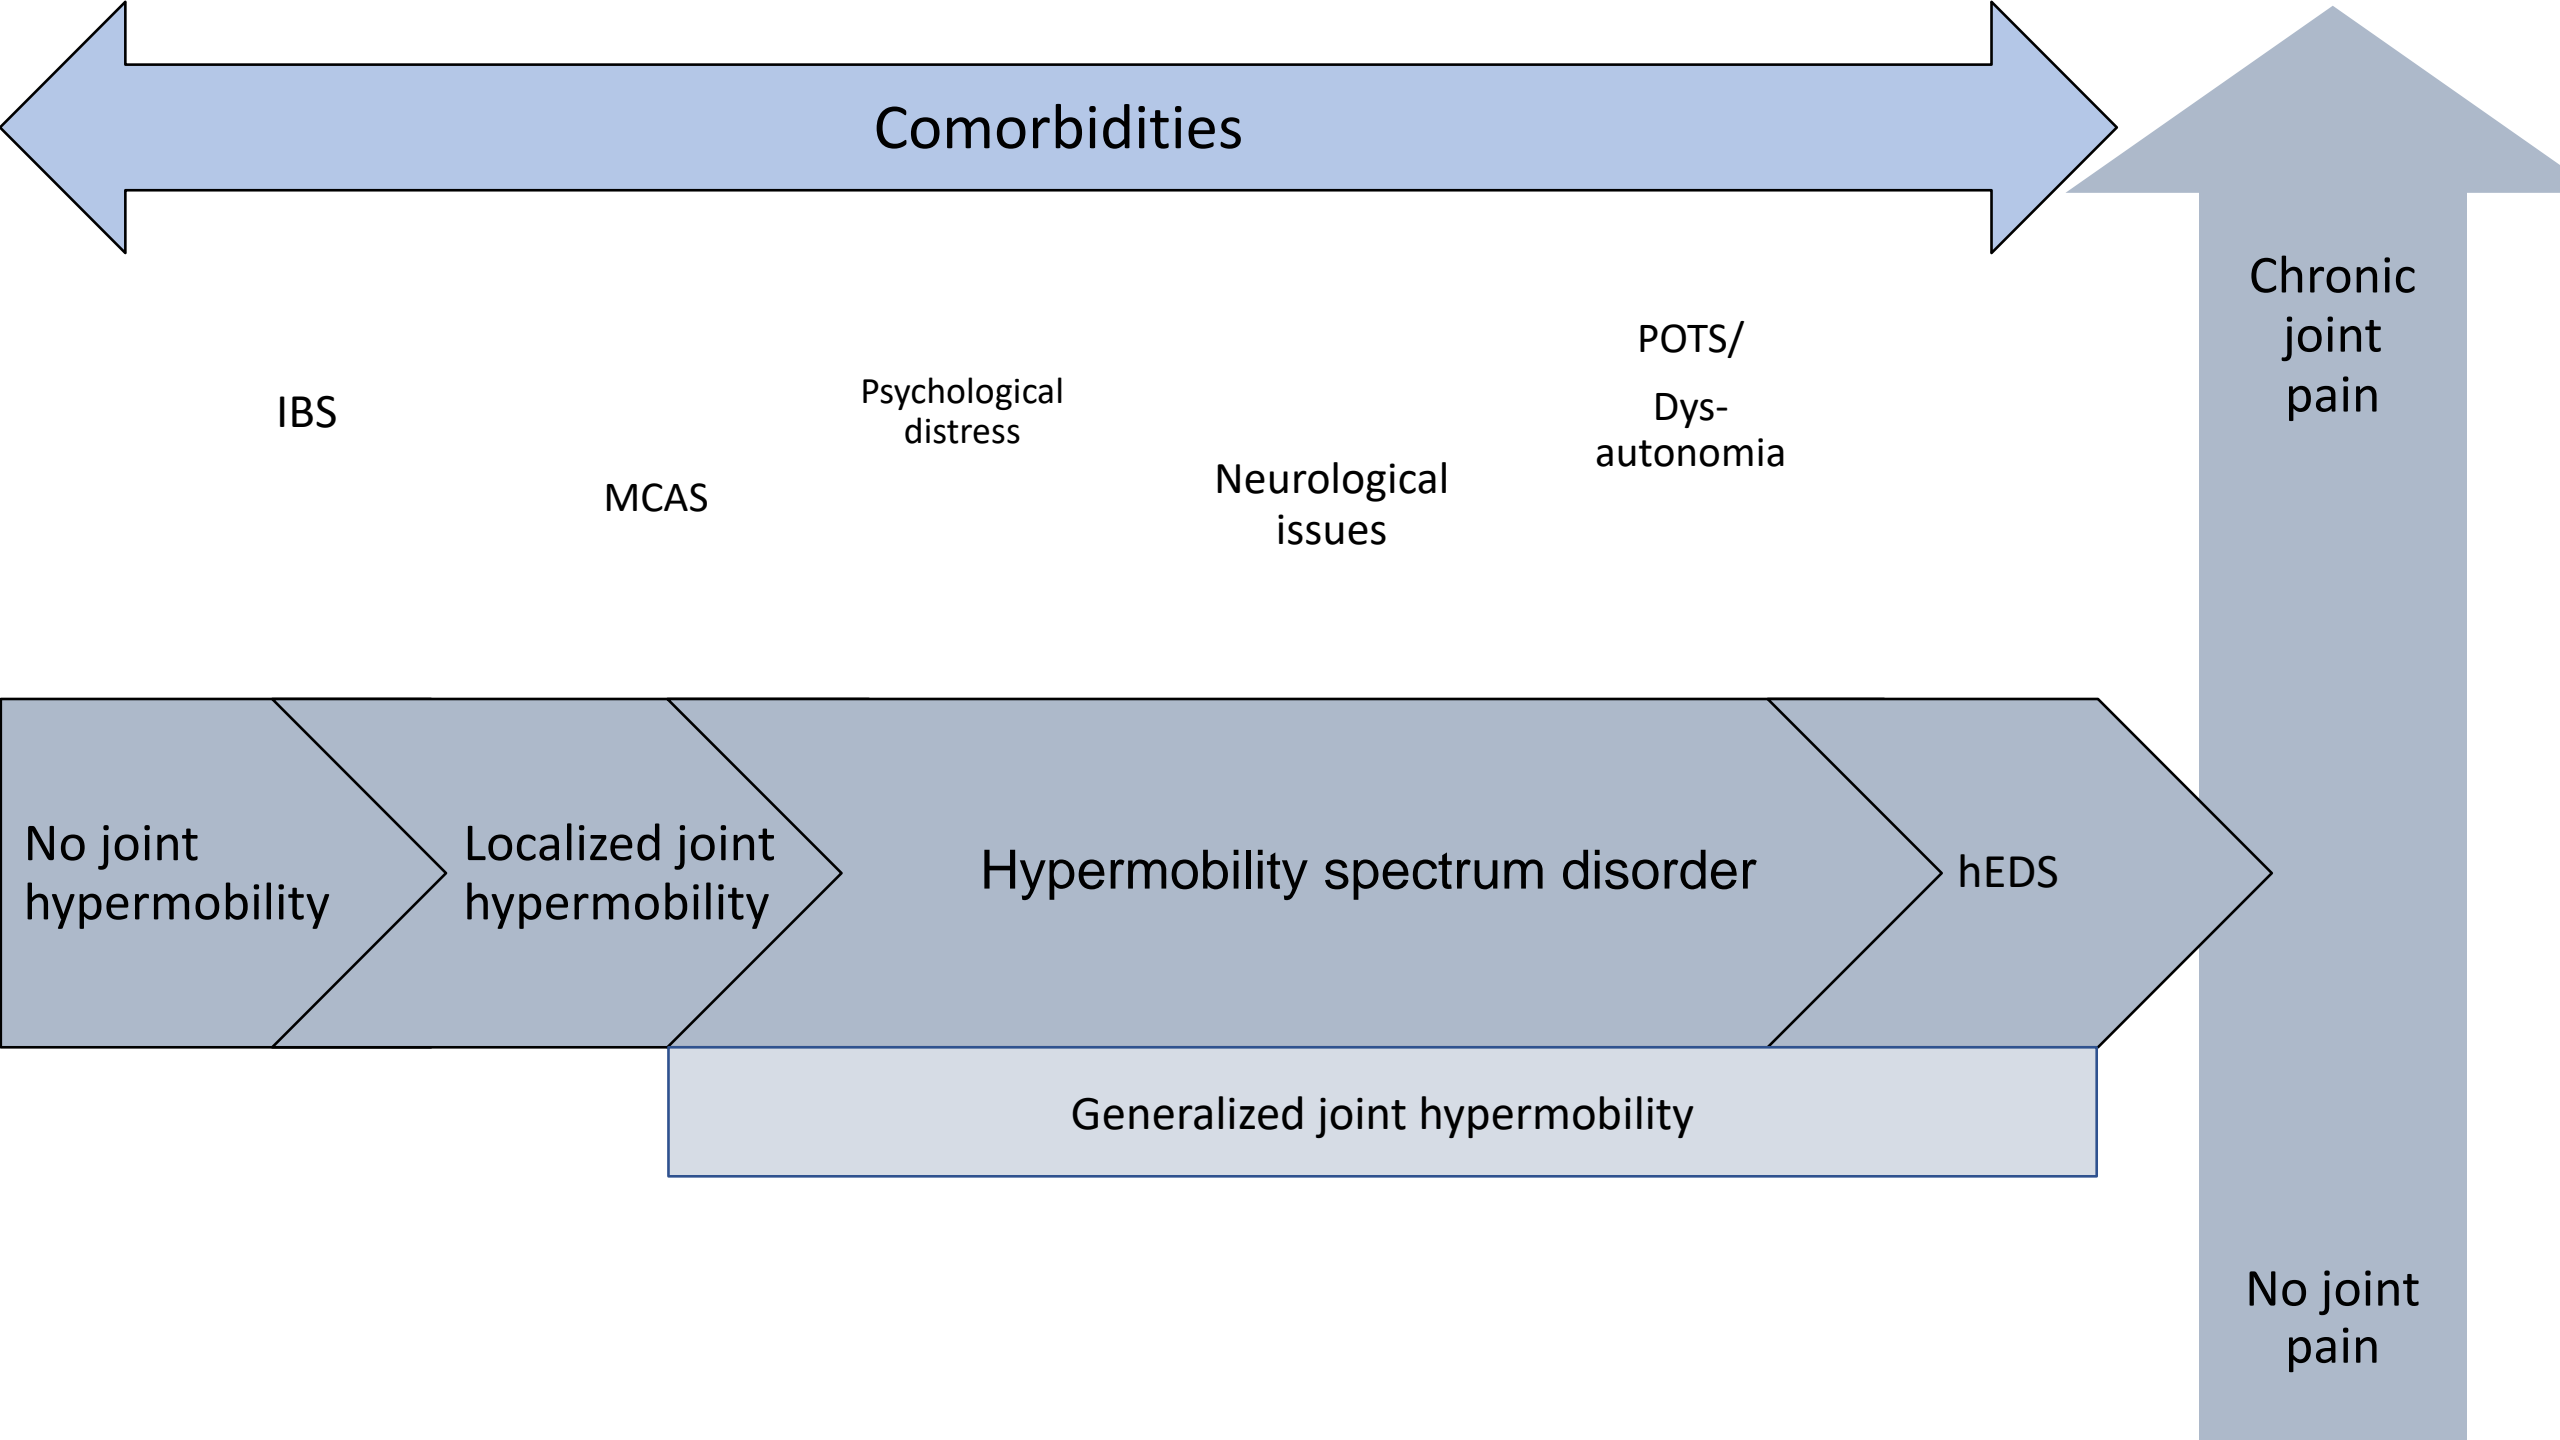 Comorbidities
Chronic
joint
pain
POTS/
Dys-
autonomia
Psychological
distress
IBS
Neurological
issues
MCAS
No joint
hypermobility
Localized joint
hypermobility
Hypermobility spectrum disorder
hEDS
Generalized joint hypermobility
No joint
pain